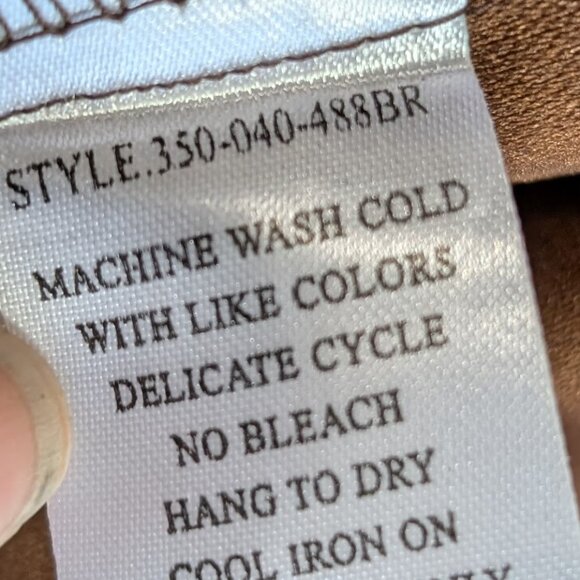 STYLE.350-040-488BR
MACHINE WASH COLD
WITH LIKE COLORS
DELICATE CYCLE
NO BLEACH
HANG TO DRY
COOL IRON ON